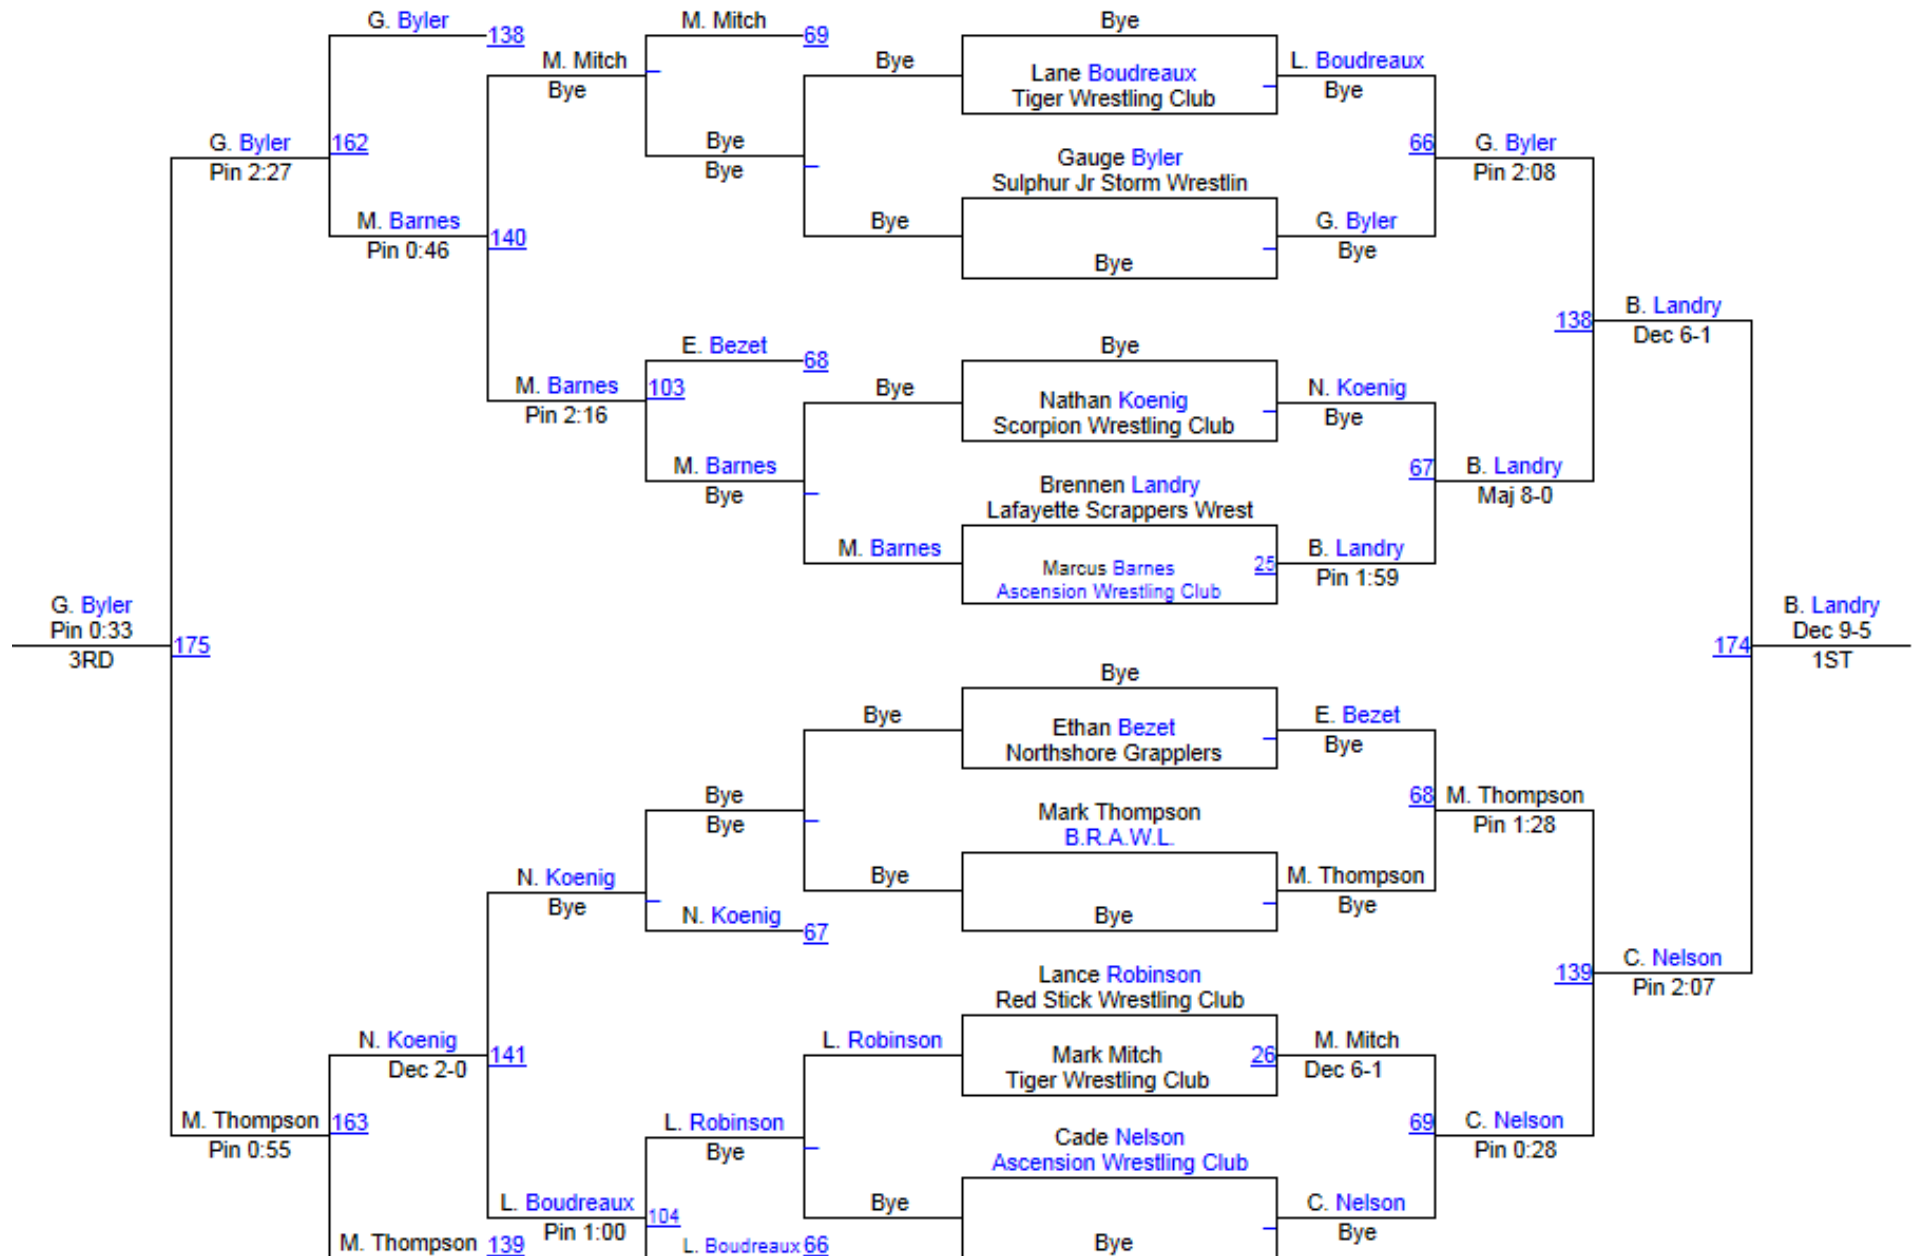 G. Byler
138
M. Mitch
69
Bye
M. Mitch
Bye
Bye
Lane Boudreaux
Tiger Wrestling Club
L. Boudreaux
Bye
G. Byler
Pin 2:27
162
Bye
Bye
66
G. Byler
Pin 2:08
Gauge Byler
Sulphur Jr Storm Wrestlin
M. Barnes
Pin 0:46
140
Bye
G. Byler
Bye
Bye
B. Landry
Dec 6-1
138
E. Bezet
68
Bye
M. Barnes
Pin 2:16
103
Bye
Nathan Koenig
Scorpion Wrestling Club
N. Koenig
Bye
M. Barnes
Bye
67
B. Landry
Maj 8-0
Brennen Landry
Lafayette Scrappers Wrest
M. Barnes
Marcus Barnes
Ascension Wrestling Club
25
B. Landry
Pin 1:59
G. Byler
Pin 0:33
3RD
175
174
B. Landry
Dec 9-5
1ST
Bye
Bye
Ethan Bezet
Northshore Grapplers
E. Bezet
Bye
Bye
Bye
68
M. Thompson
Pin 1:28
Mark Thompson
B.R.A.W.L.
N. Koenig
Bye
Bye
M. Thompson
Bye
N. Koenig
67
Bye
139
C. Nelson
Pin 2:07
Lance Robinson
Red Stick Wrestling Club
N. Koenig
Dec 2-0
141
L. Robinson
Mark Mitch
Tiger Wrestling Club
26
M. Mitch
Dec 6-1
M. Thompson
Pin 0:55
163
L. Robinson
Bye
69
C. Nelson
Pin 0:28
Cade Nelson
Ascension Wrestling Club
L. Boudreaux
Pin 1:00
104
Bye
C. Nelson
Bye
M. Thompson
139
L. Boudreaux
66
Bye